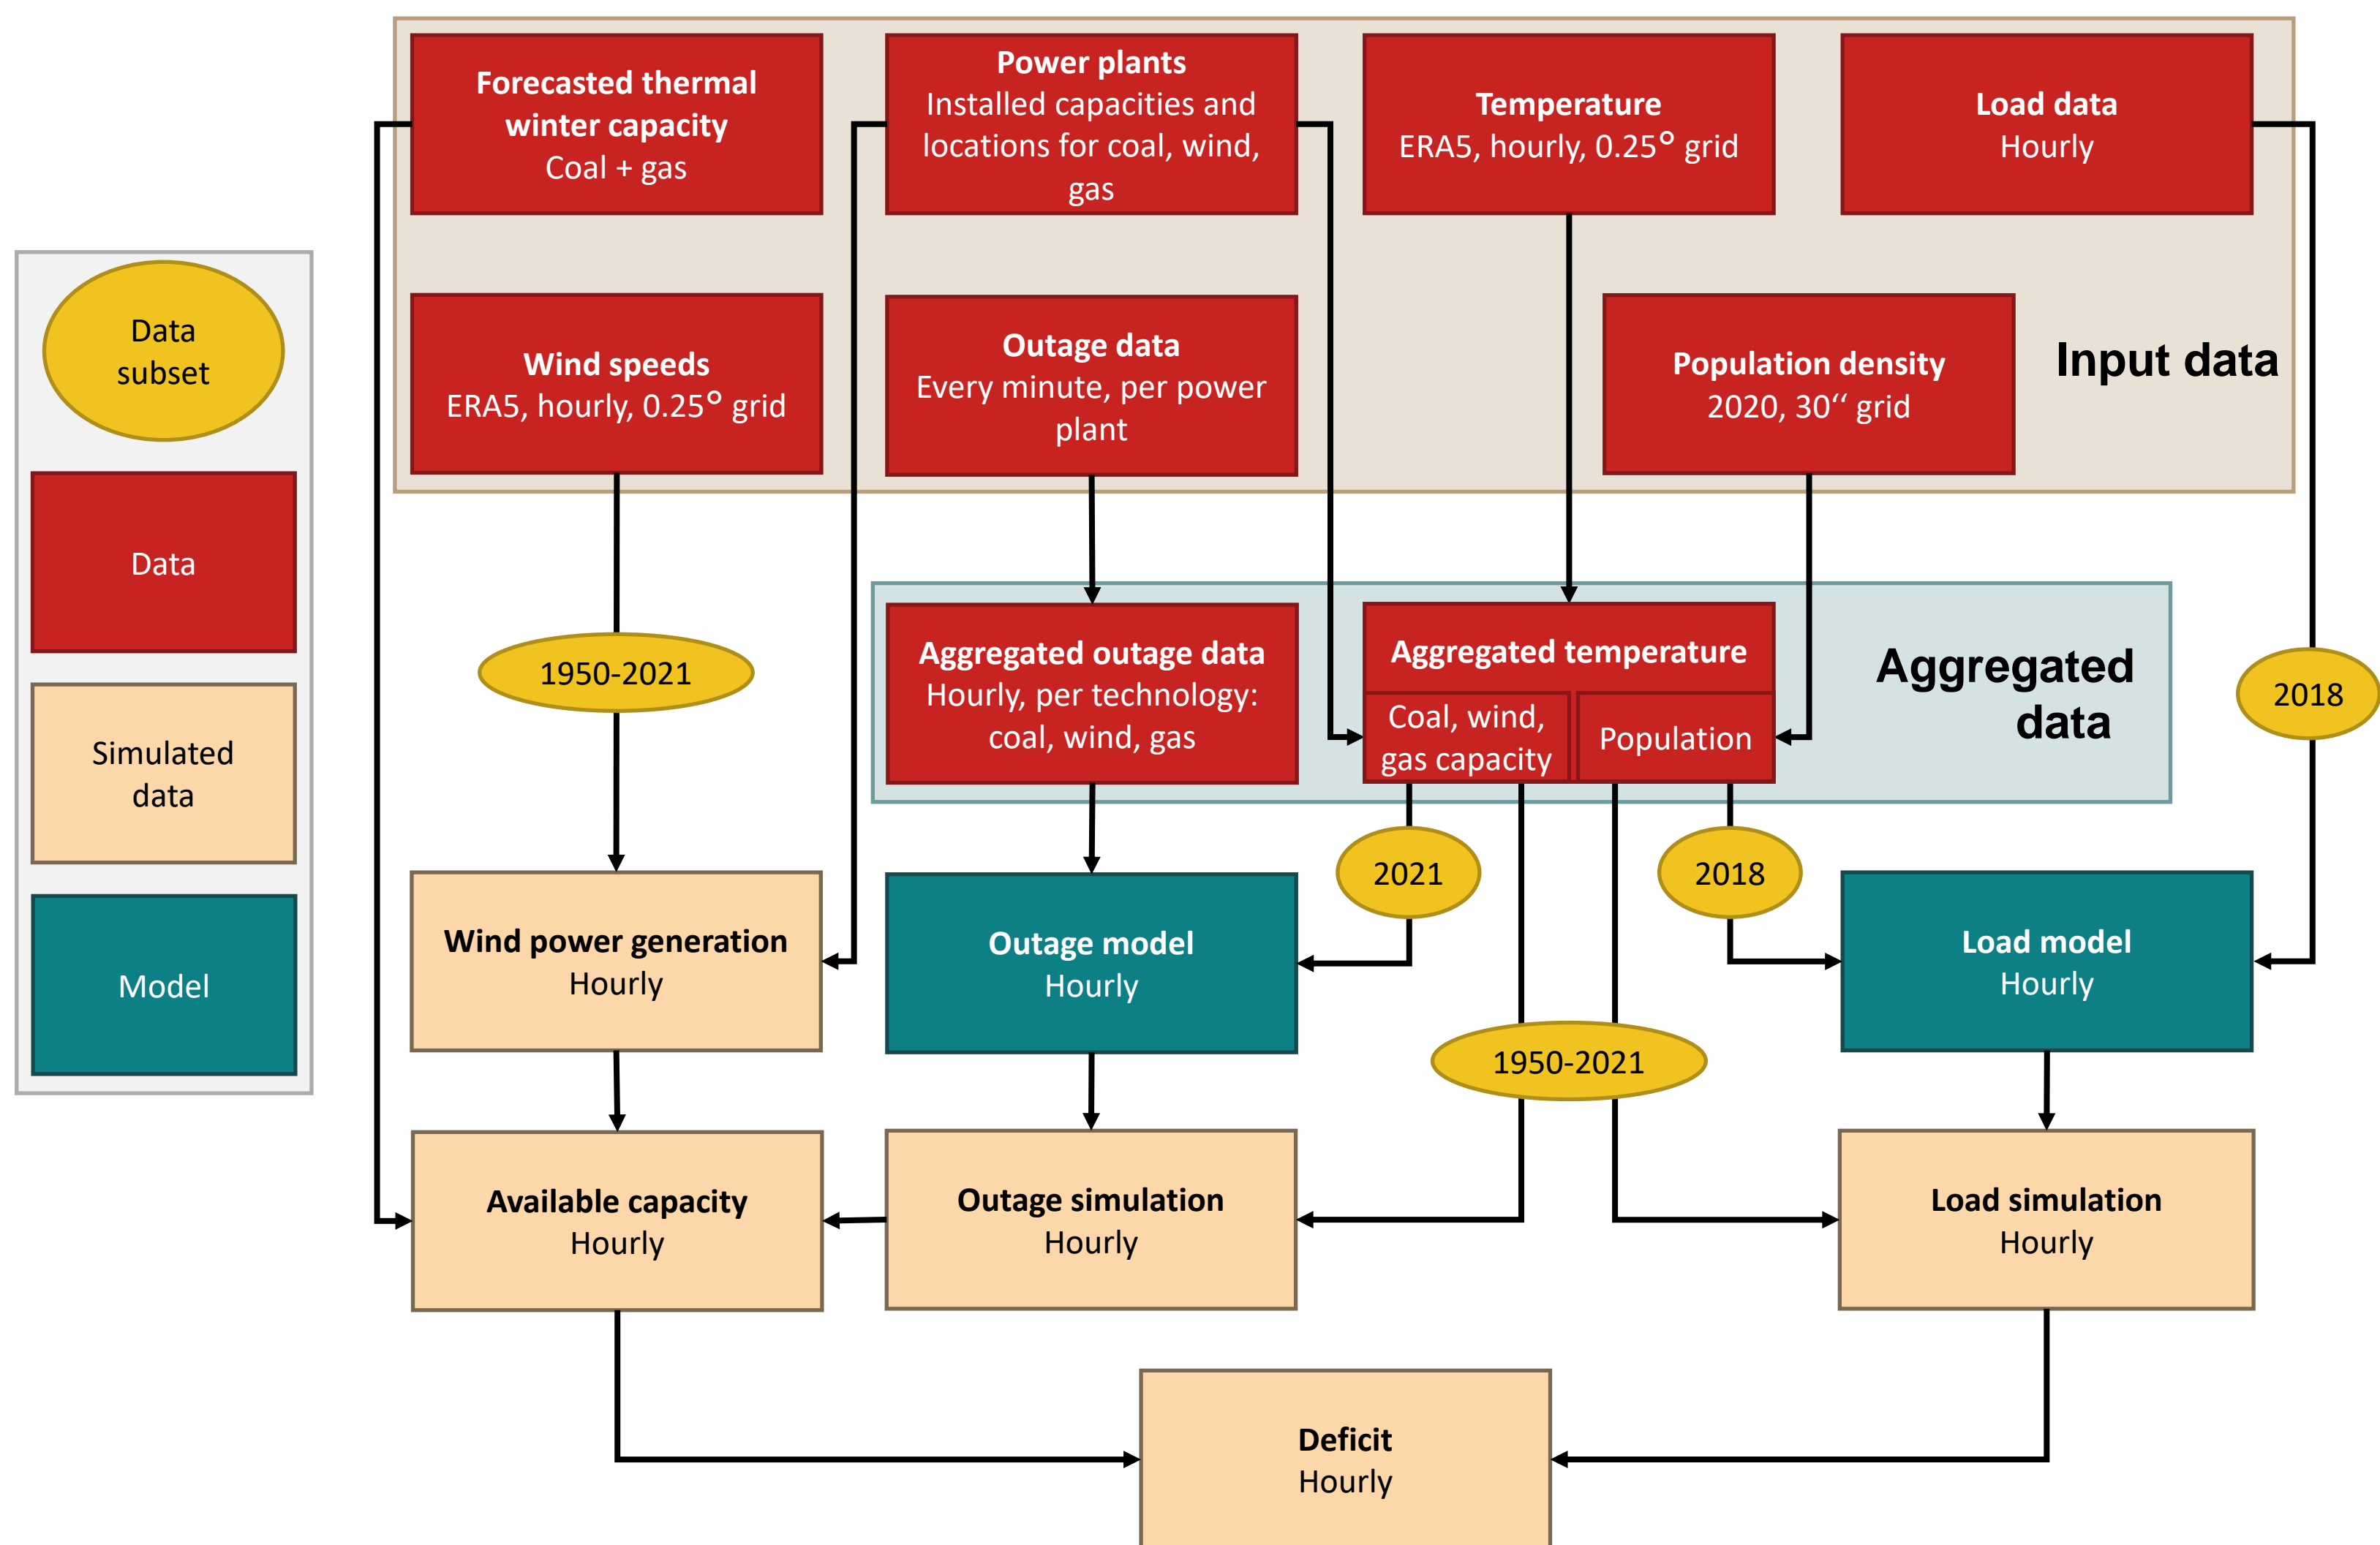 Forecasted thermal
winter capacity
Coal + gas
Power plants
Installed capacities and
locations for coal, wind,
gas
Temperature
ERA5, hourly, 0.25° grid
Load data
Hourly
Wind speeds
ERA5, hourly, 0.25° grid
Outage data
Every minute, per power
plant
Population density
2020, 30“ grid
Input data
Data
subset
Data
Simulated
data
Model
1950-2021
Aggregated outage data
Hourly, per technology:
coal, wind, gas
Aggregated temperature
Coal, wind,
gas capacity
Population
Aggregated
data
2018
2021
2018
Wind power generation
Hourly
Outage model
Hourly
Load model
Hourly
1950-2021
Available capacity
Hourly
Outage simulation
Hourly
Load simulation
Hourly
Deficit
Hourly